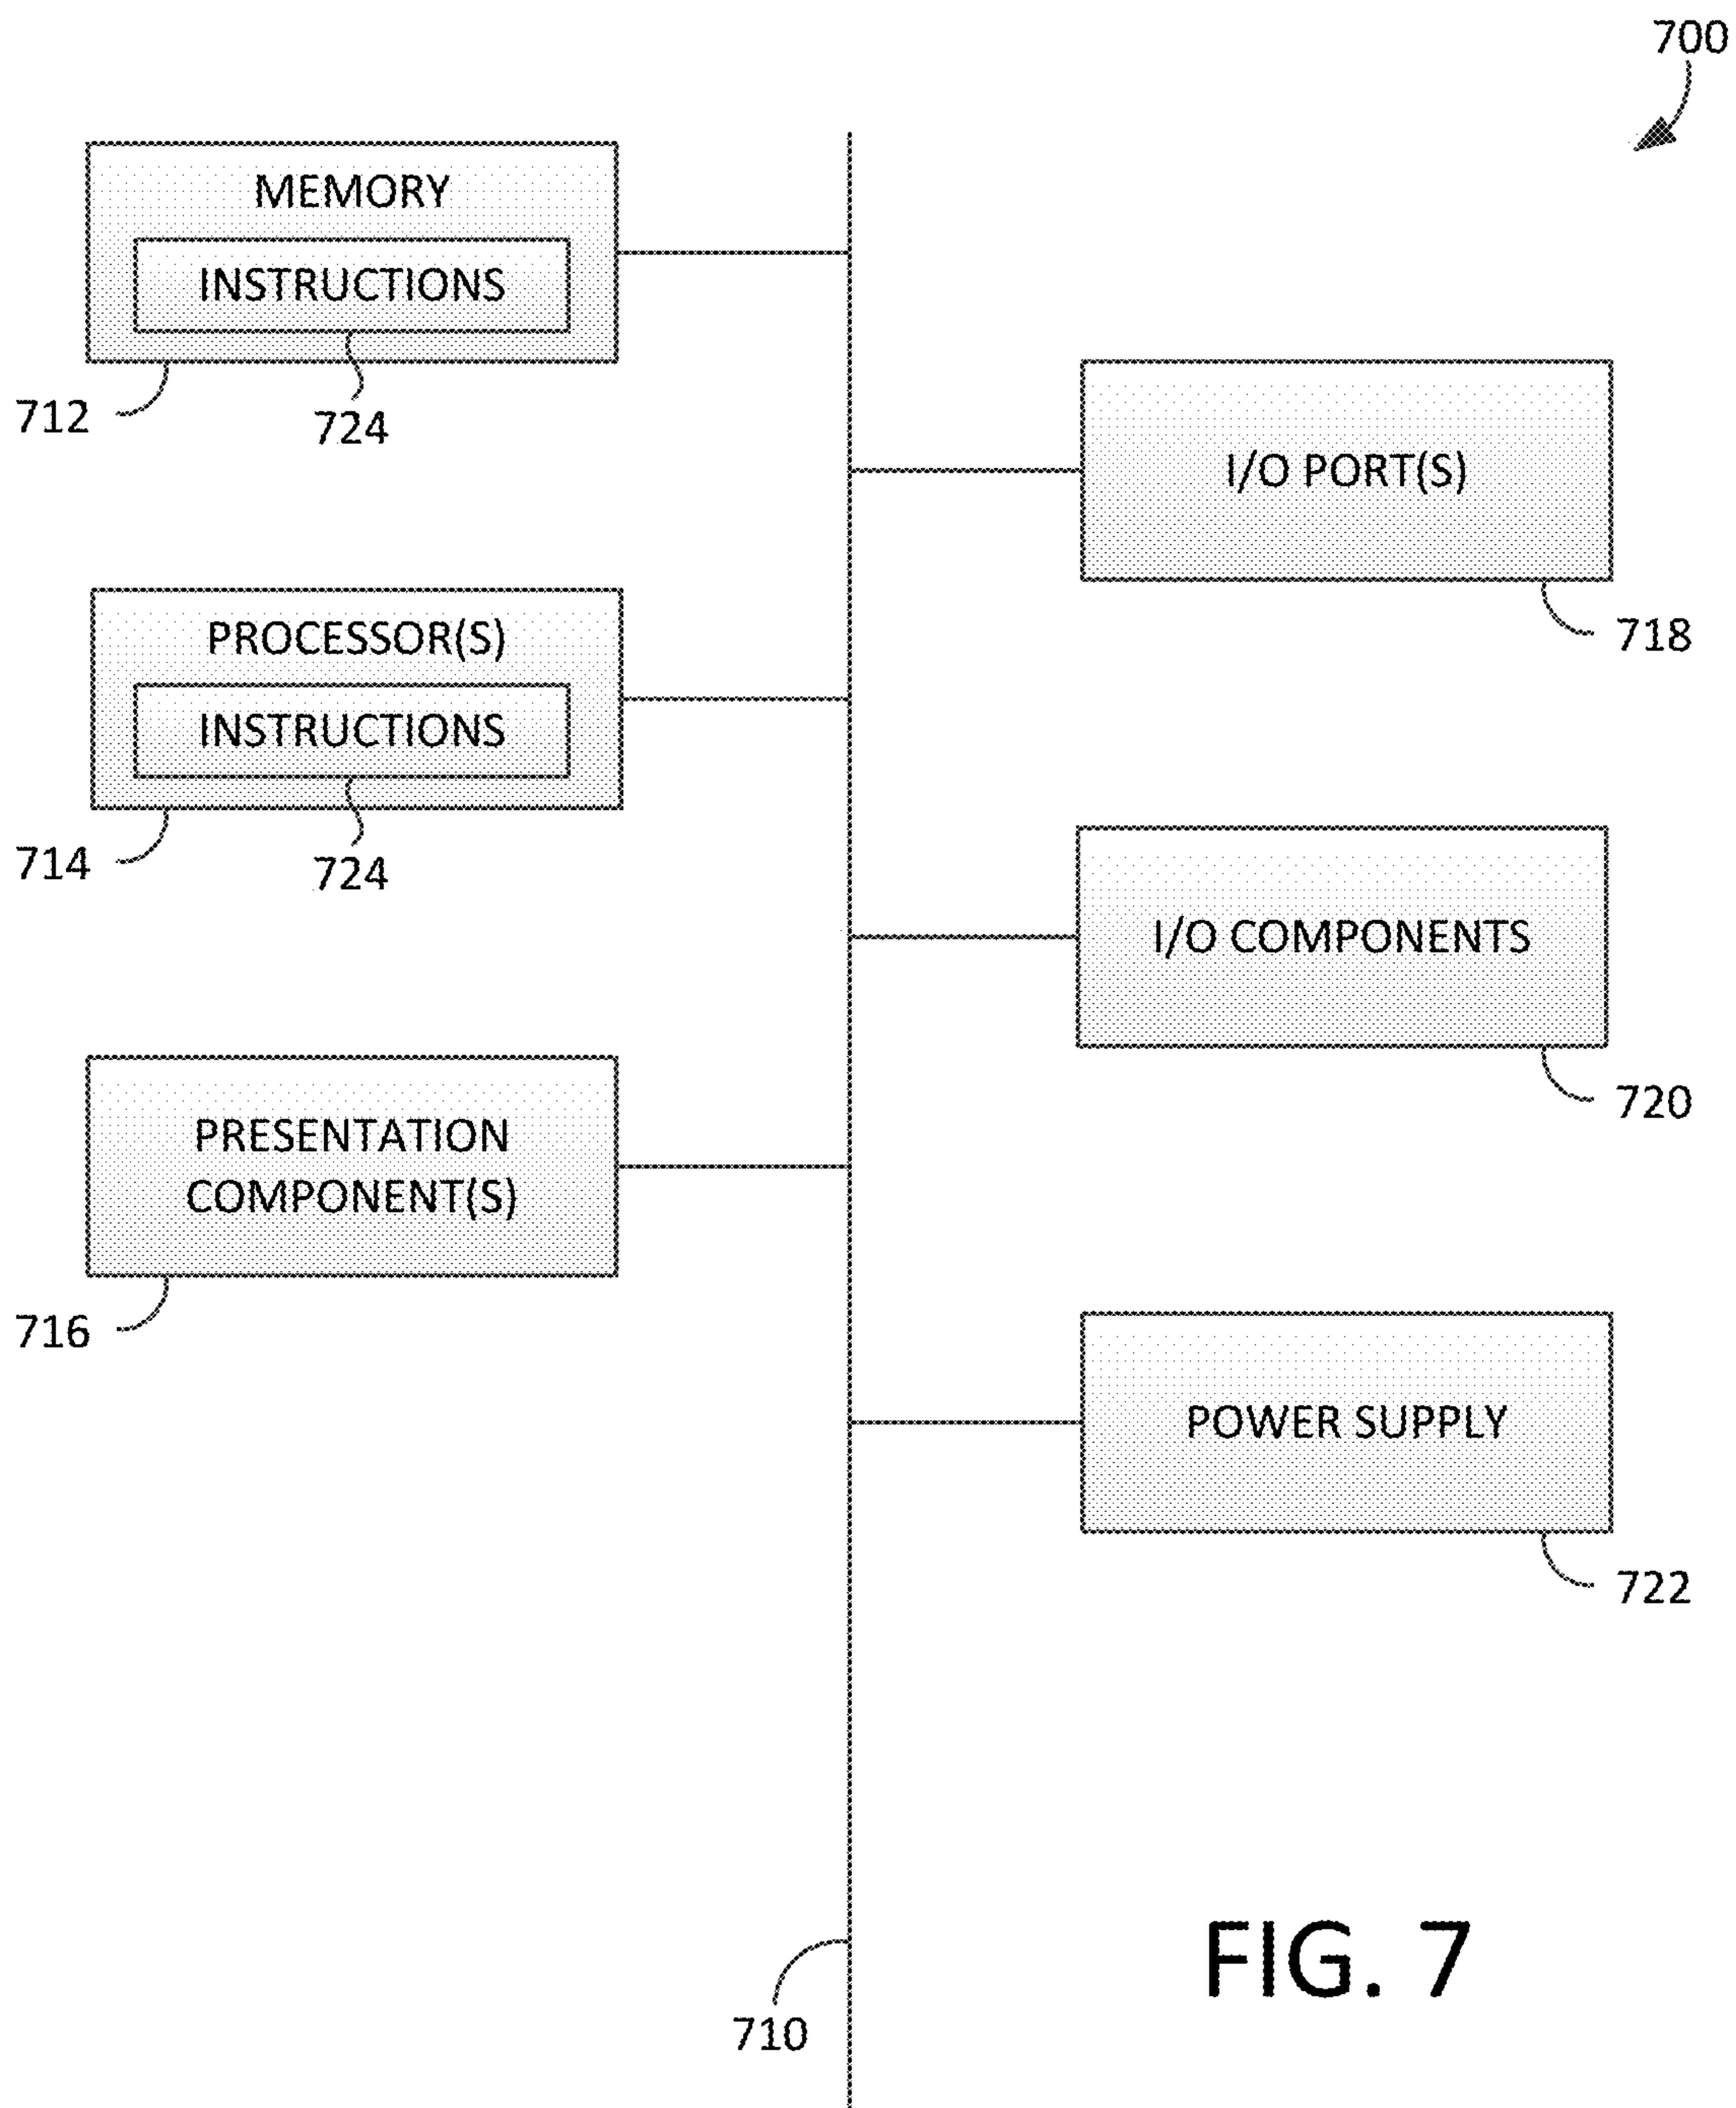 700
MEMORY
INSTRUCTIONS
712
724
I/O PORT(S)
718
PROCESSOR(S)
INSTRUCTIONS
714
724
I/O COMPONENTS
720
PRESENTATION
COMPONENT(S)
716
POWER SUPPLY
722
FIG. 7
710